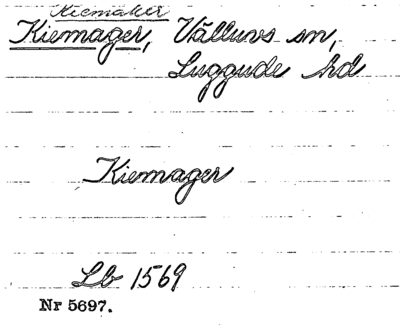 Kiemaker
Kiemager, Välluvs sn,
Luggude hd
Kiemager
Lb 1569
Nr 5697.